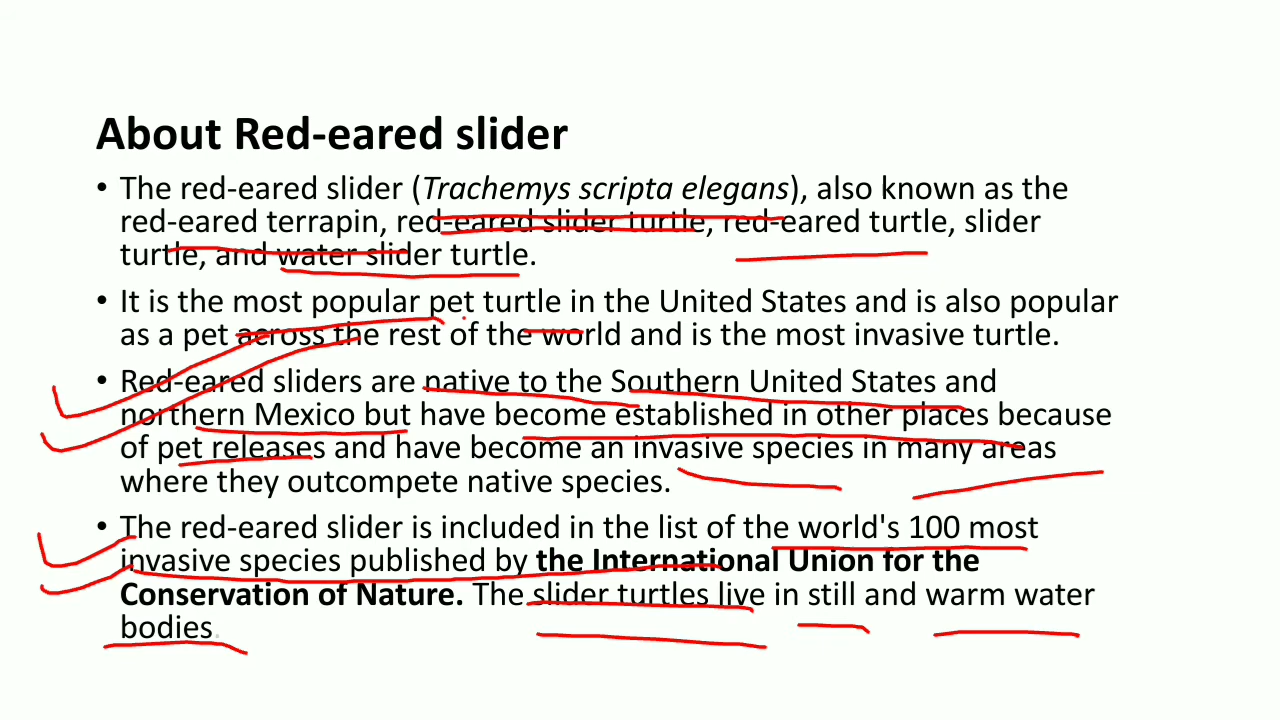 About Red-eared slider
• The red-eared slider (Trachemys scripta elegans), also known as the
red-eared terrapin, red-eared slider turtle, red-eared turtle, slider
turtle, and water slider turtle.
• It is the most popular pet turtle in the United States and is also popular
as a pet across the rest of the world and is the most invasive turtle.
• Red-eared sliders are native to the Southern United States and
northern Mexico but have become established in other places because
of pet releases and have become an invasive species in many areas
where they outcompete native species.
• The red-eared slider is included in the list of the world's 100 most
invasive species published by the International Union for the
Conservation of Nature. The slider turtles live in still and warm water
bodies.